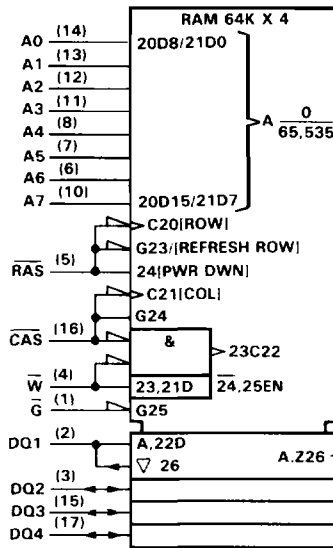 RAM 64K X 4
A0 (14) 20D8/21D0
A1 (13)
A2 (12)
A3 (11)
A4 (8)
A5 (7)
A6 (6)
A7 (10) 20D15/21D7
A 0/65,535
C20[ROW]
G23/[REFRESH ROW]
R̅A̅S̅ (5) 24[PWR DWN]
C21[COL]
G24
C̅A̅S̅ (16) &
23C22
W̅ (4) 23,21D 2̅4̅,25EN
G̅ (1) G25
DQ1 (2) A,22D
▽ 26 A.Z26
DQ2 (3)
DQ3 (15)
DQ4 (17)